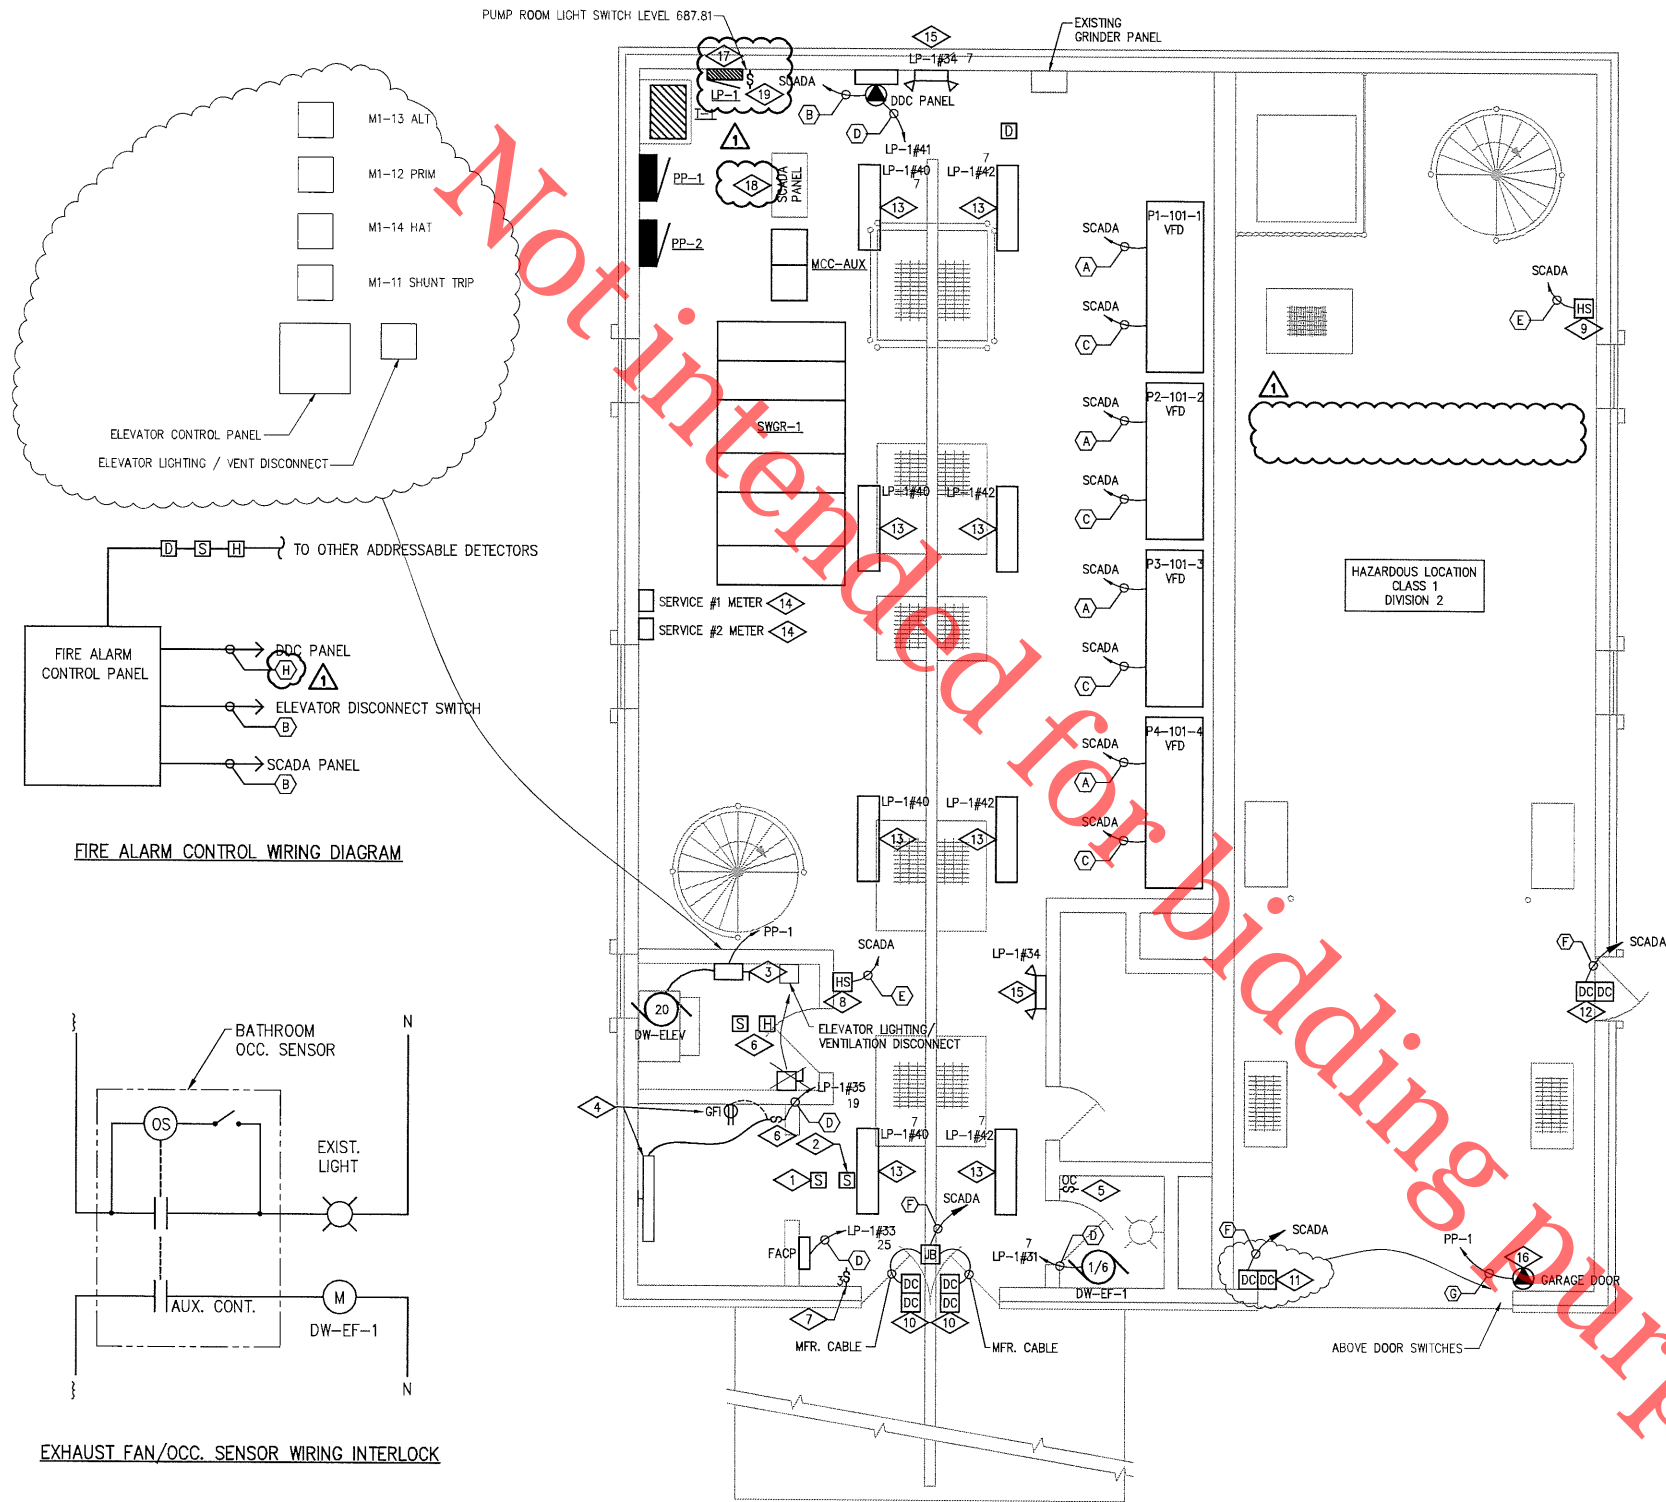 PUMP ROOM LIGHT SWITCH LEVEL 687.81
15
EXISTING
GRINDER PANEL
17
LP-1#34 7
SCADA
LP-1
$
19
DDC PANEL
B
D
D
T-1
1
LP-1#41
M1-13 ALT
M1-12 PRIM
M1-14 HAT
M1-11 SHUNT TRIP
ELEVATOR CONTROL PANEL
ELEVATOR LIGHTING / VENT DISCONNECT
PP-1
18
SCADA
PANEL
PP-2
MCC-AUX
SWGR-1
LP-1#40
7
13
7
LP-1#42
13
LP-1#40
13
LP-1#42
13
SERVICE #1 METER
14
SERVICE #2 METER
14
LP-1#40
13
LP-1#42
13
P1-101-1
VFD
SCADA
A
SCADA
C
P2-101-2
VFD
SCADA
A
SCADA
C
P3-101-3
VFD
SCADA
A
SCADA
C
P4-101-4
VFD
SCADA
A
SCADA
C
SCADA
HS
E
9
1
HAZARDOUS LOCATION
CLASS 1
DIVISION 2
D
S
H
TO OTHER ADDRESSABLE DETECTORS
FIRE ALARM
CONTROL PANEL
DDC PANEL
H
1
ELEVATOR DISCONNECT SWITCH
B
SCADA PANEL
B
FIRE ALARM CONTROL WIRING DIAGRAM
PP-1
SCADA
3
HS
8
E
20
DW-ELEV
S
H
6
ELEVATOR LIGHTING/
VENTILATION DISCONNECT
LP-1#34
15
F
SCADA
DC
DC
12
4
GFI
S
LP-1#35
19
D
6
2
7
LP-1#40
13
7
LP-1#42
13
1
S
S
OC
S
5
F
SCADA
FACP
LP-1#33
25
D
JB
7
LP-1#31
D
1/6
DW-EF-1
3
S
7
DC
DC
DC
DC
10
10
MFR. CABLE
MFR. CABLE
F
SCADA
DC
DC
11
PP-1
16
G
GARAGE DOOR
ABOVE DOOR SWITCHES
N
BATHROOM
OCC. SENSOR
OS
EXIST.
LIGHT
AUX. CONT.
M
DW-EF-1
N
EXHAUST FAN/OCC. SENSOR WIRING INTERLOCK
Not intended for bidding purp